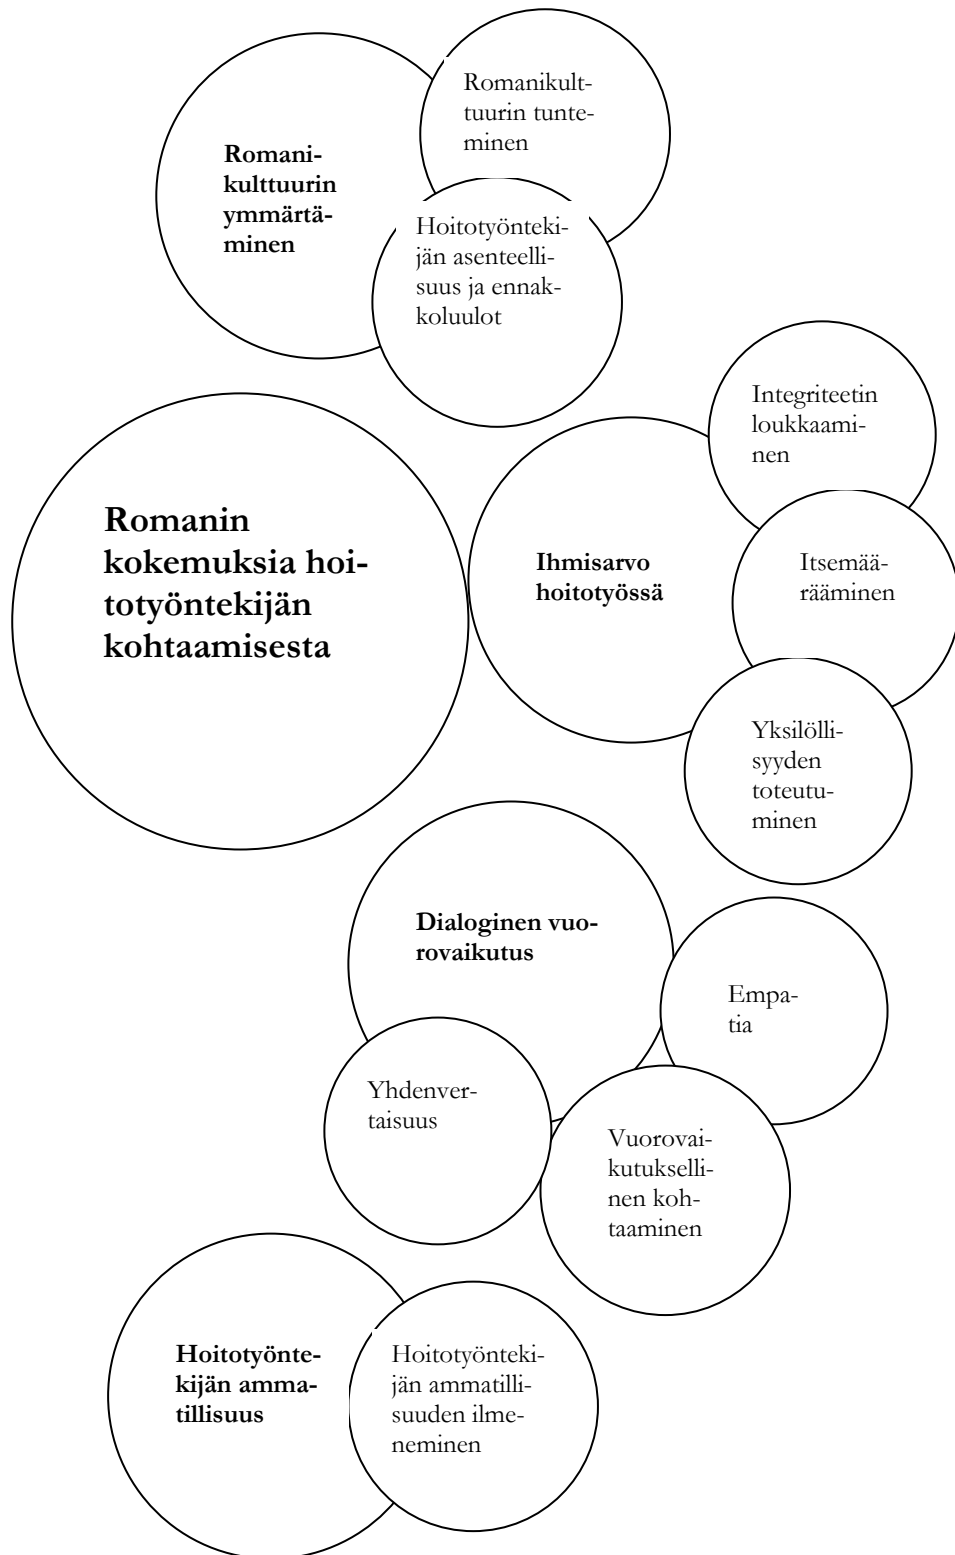 Romanikult-
tuurin tunte-
minen
Romani-
kulttuurin
ymmärtä-
minen
Hoitotyönteki-
jän asenteelli-
suus ja ennak-
koluulot
Integriteetin
loukkaami-
nen
Romanin
kokemuksia hoi-
totyöntekijän
kohtaamisesta
Ihmisarvo
hoitotyössä
Itsemää-
rääminen
Yksilölli-
syyden
toteutu-
minen
Dialoginen vuo-
rovaikutus
Empa-
tia
Yhdenver-
taisuus
Vuorovai-
kutukselli-
nen koh-
taaminen
Hoitotyönte-
kijän amma-
tillisuus
Hoitotyönteki-
jän ammatilli-
suuden ilme-
neminen